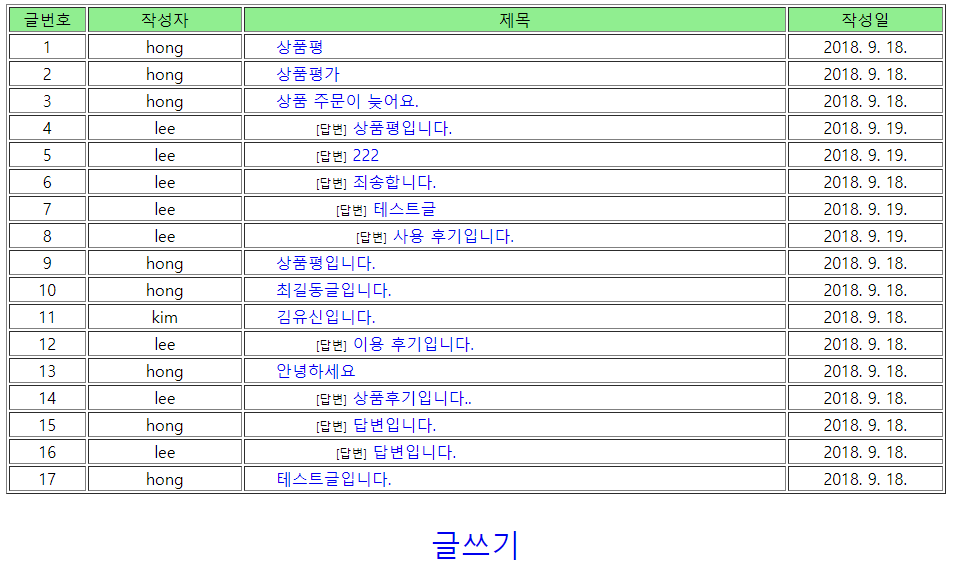 글번호 작성자 제목 작성일
1 hong 상품평 2018. 9. 18.
2 hong 상품평가 2018. 9. 18.
3 hong 상품 주문이 늦어요. 2018. 9. 18.
4 lee [답변] 상품평입니다. 2018. 9. 19.
5 lee [답변] 222 2018. 9. 19.
6 lee [답변] 죄송합니다. 2018. 9. 18.
7 lee [답변] 테스트글 2018. 9. 19.
8 lee [답변] 사용 후기입니다. 2018. 9. 19.
9 hong 상품평입니다. 2018. 9. 18.
10 hong 최길동글입니다. 2018. 9. 18.
11 kim 김유신입니다. 2018. 9. 18.
12 lee [답변] 이용 후기입니다. 2018. 9. 18.
13 hong 안녕하세요 2018. 9. 18.
14 lee [답변] 상품후기입니다.. 2018. 9. 18.
15 hong [답변] 답변입니다. 2018. 9. 18.
16 lee [답변] 답변입니다. 2018. 9. 18.
17 hong 테스트글입니다. 2018. 9. 18.
글쓰기